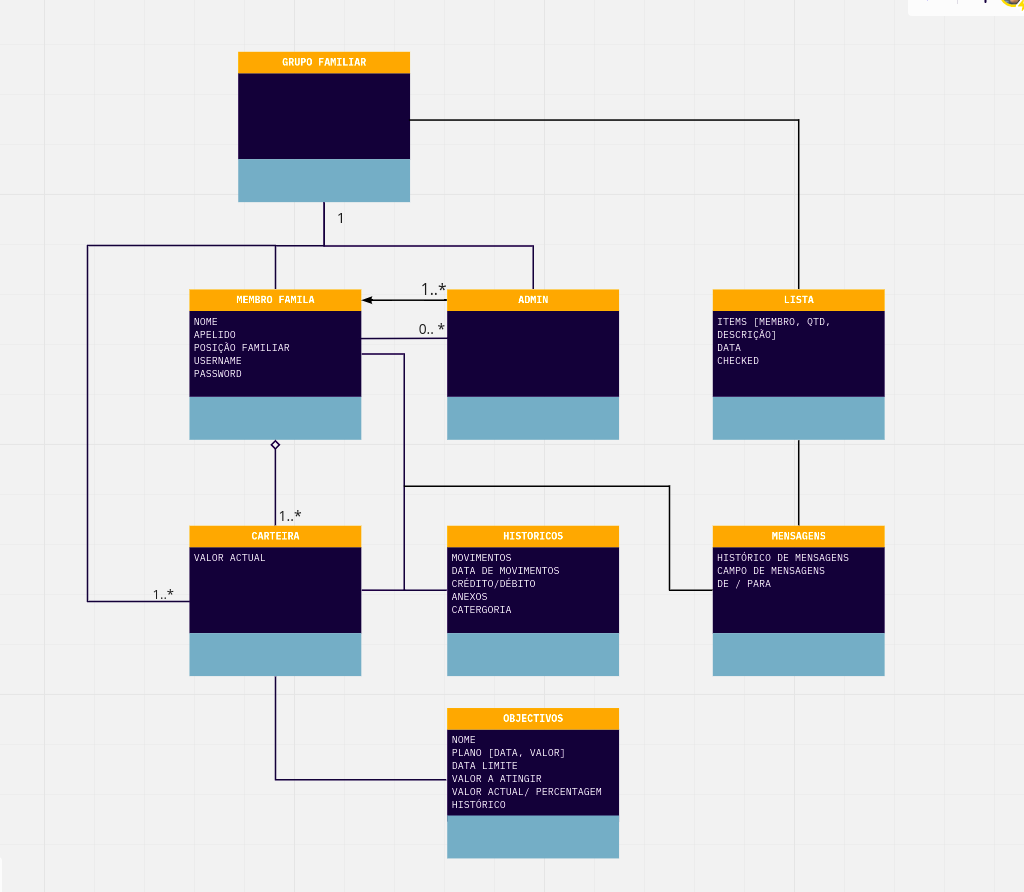 GRUPO FAMILIAR
1
MEMBRO FAMILA
NOME
APELIDO
POSIÇÃO FAMILIAR
USERNAME
PASSWORD
1..*
0.. *
ADMIN
LISTA
ITEMS [MEMBRO, QTD,
DESCRIÇÃO]
DATA
CHECKED
1..*
1..*
CARTEIRA
VALOR ACTUAL
HISTORICOS
MOVIMENTOS
DATA DE MOVIMENTOS
CRÉDITO/DÉBITO
ANEXOS
CATERGORIA
MENSAGENS
HISTÓRICO DE MENSAGENS
CAMPO DE MENSAGENS
DE / PARA
OBJECTIVOS
NOME
PLANO [DATA, VALOR]
DATA LIMITE
VALOR A ATINGIR
VALOR ACTUAL/ PERCENTAGEM
HISTÓRICO